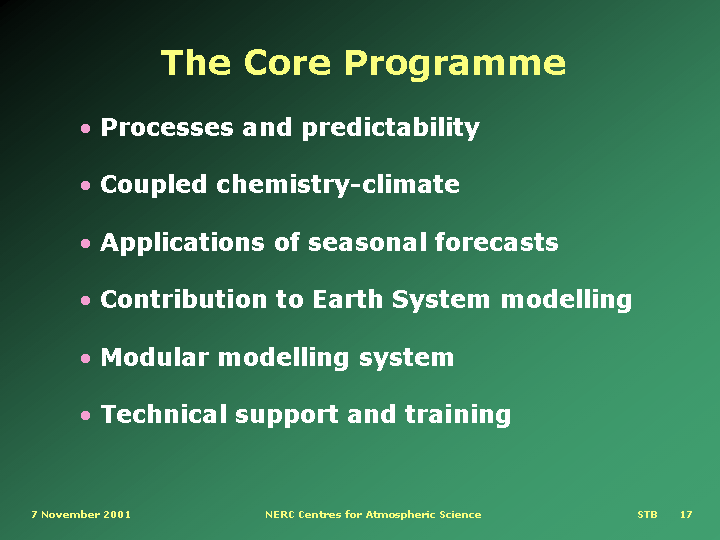 The Core Programme
• Processes and predictability
• Coupled chemistry-climate
• Applications of seasonal forecasts
• Contribution to Earth System modelling
• Modular modelling system
• Technical support and training
7 November 2001 NERC Centres for Atmospheric Science STB 17